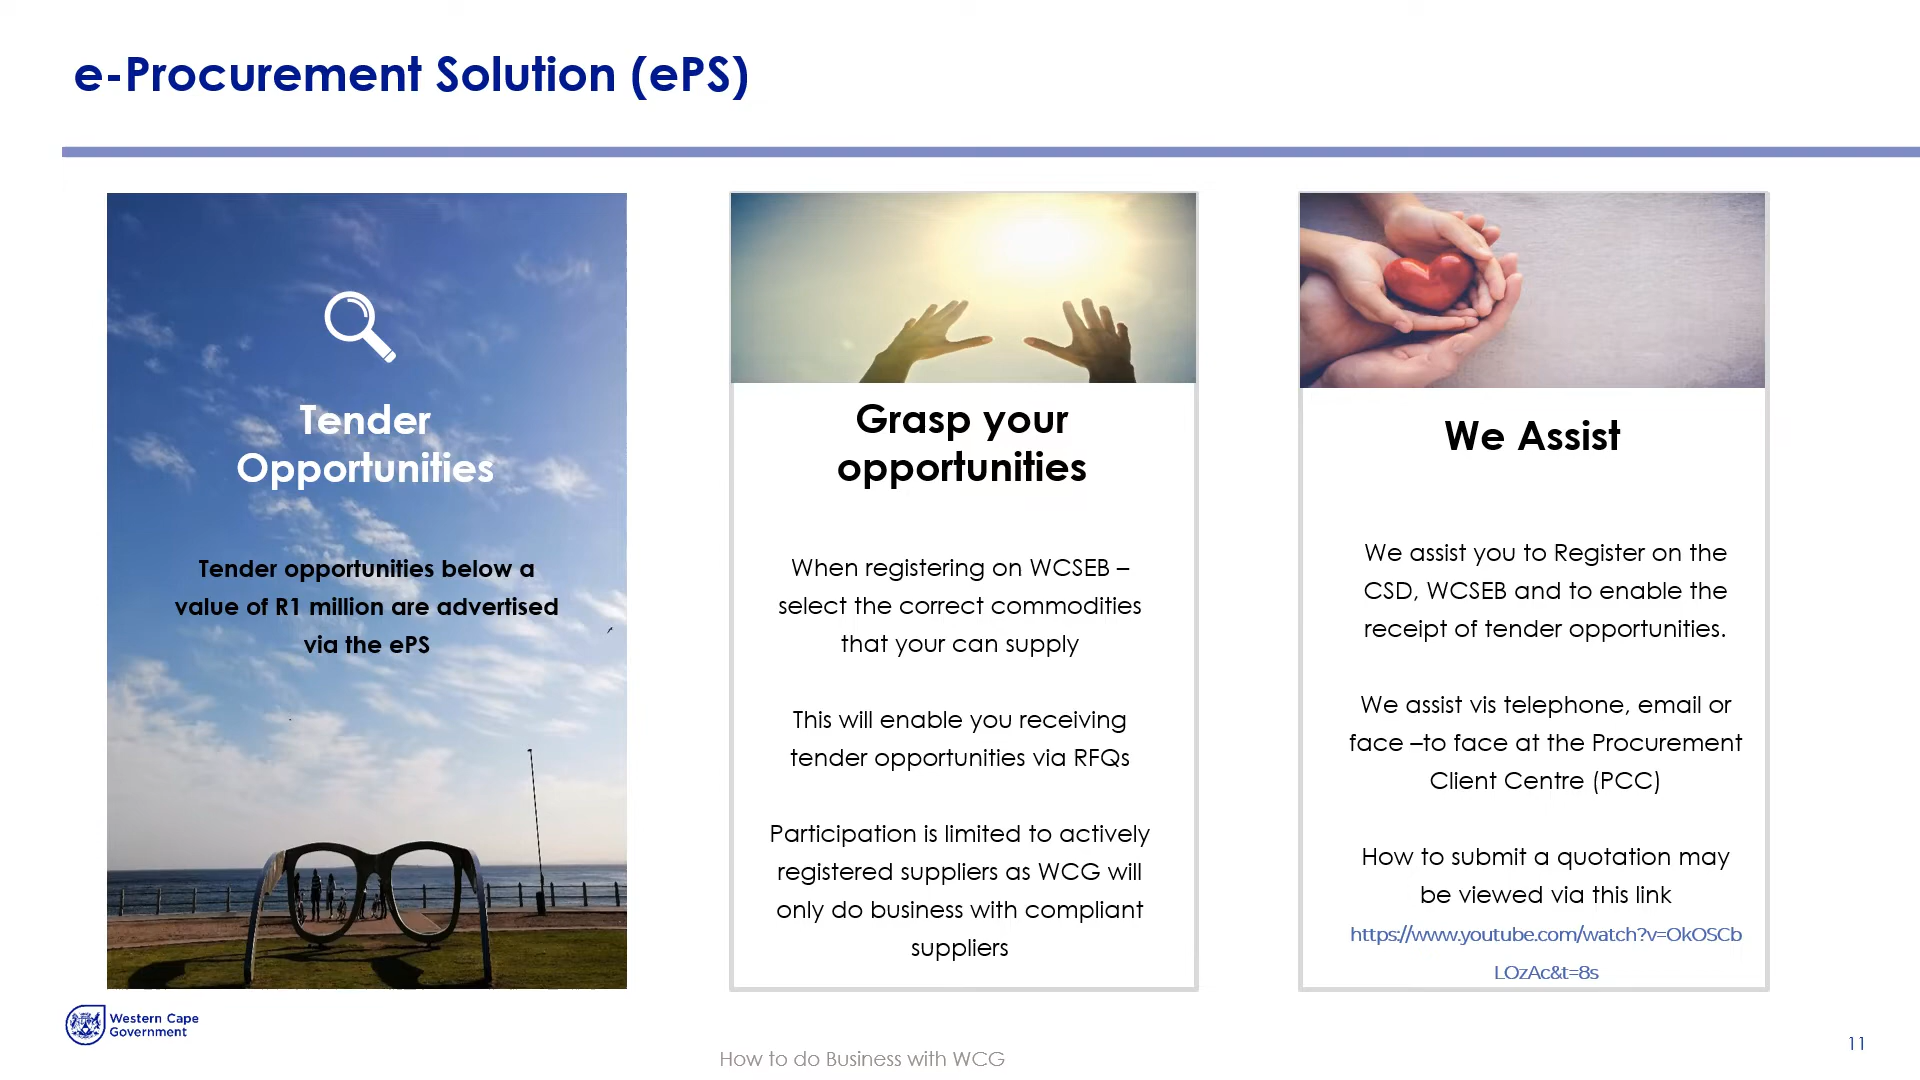 e-Procurement Solution (ePS)
Tender
Opportunities
Tender opportunities below a
value of R1 million are advertised
via the ePS
Grasp your
opportunities
When registering on WCSEB –
select the correct commodities
that your can supply
This will enable you receiving
tender opportunities via RFQs
Participation is limited to actively
registered suppliers as WCG will
only do business with compliant
suppliers
We Assist
We assist you to Register on the
CSD, WCSEB and to enable the
receipt of tender opportunities.
We assist vis telephone, email or
face –to face at the Procurement
Client Centre (PCC)
How to submit a quotation may
be viewed via this link
https://www.youtube.com/watch?v=OkOSCb
LOzAc&t=8s
Western Cape
Government
How to do Business with WCG
11